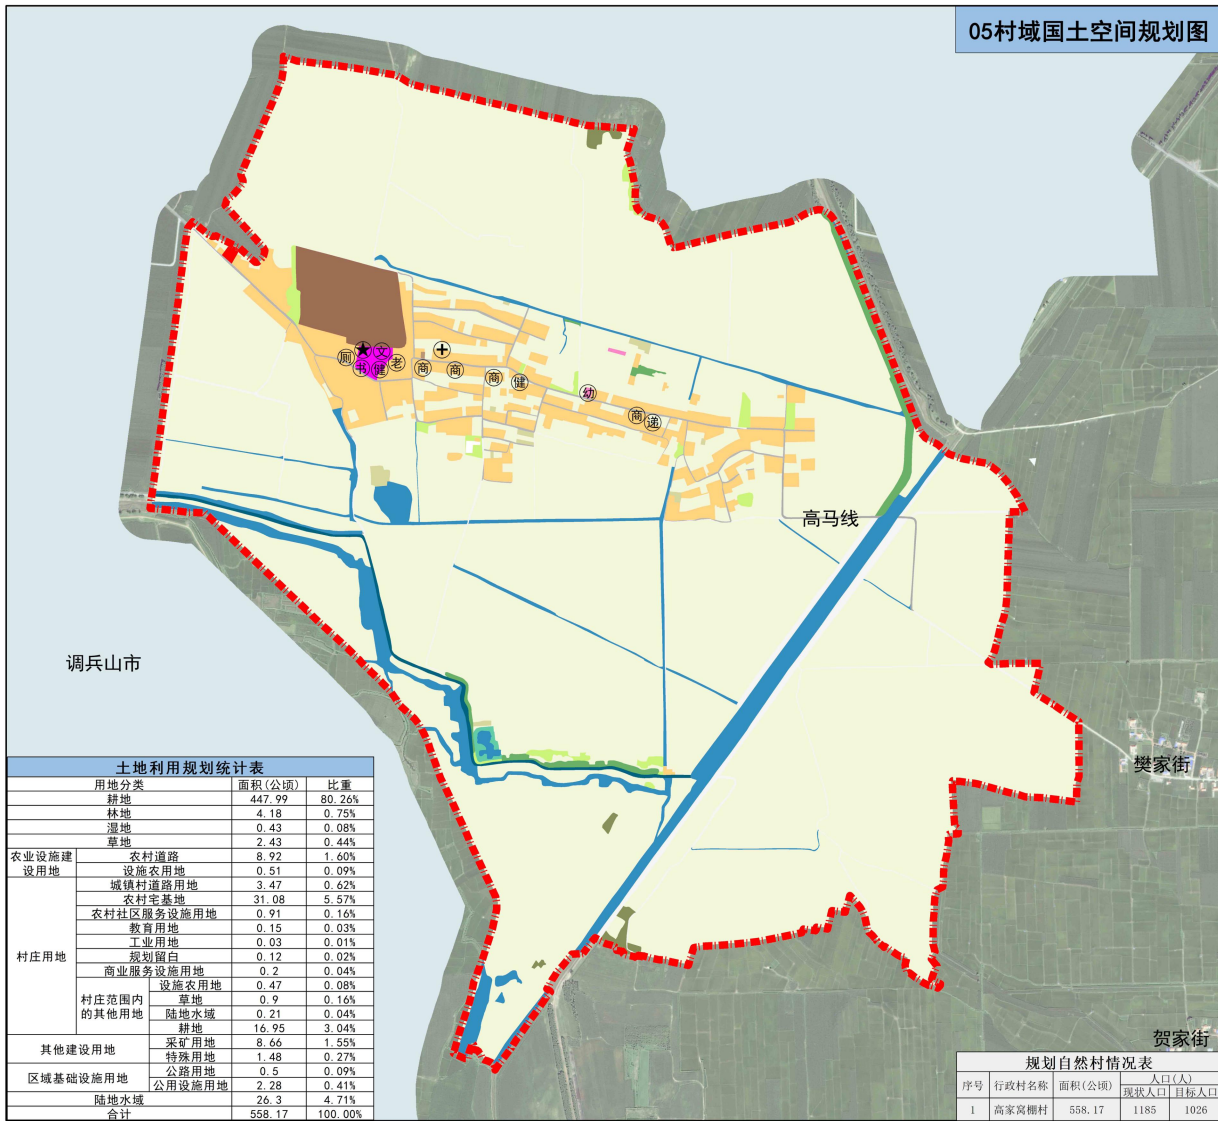 05村域国土空间规划图
文
厕
老
书
健
商
商
商
健
幼
商
递
高马线
调兵山市
樊家街
贺家街
土地利用规划统计表
用地分类 面积(公顷) 比重
耕地 447.99 80.26%
林地 4.18 0.75%
湿地 0.43 0.08%
草地 2.43 0.44%
农业设施建设用地 农村道路 8.92 1.60%
设施农用地 0.51 0.09%
村庄用地 城镇村道路用地 3.47 0.62%
农村宅基地 31.08 5.57%
农村社区服务设施用地 0.91 0.16%
教育用地 0.15 0.03%
工业用地 0.03 0.01%
规划留白 0.12 0.02%
商业服务设施用地 0.2 0.04%
村庄范围内的其他用地 设施农用地 0.47 0.08%
草地 0.9 0.16%
陆地水域 0.21 0.04%
耕地 16.95 3.04%
其他建设用地 采矿用地 8.66 1.55%
特殊用地 1.48 0.27%
区域基础设施用地 公路用地 0.5 0.09%
公用设施用地 2.28 0.41%
陆地水域 26.3 4.71%
合计 558.17 100.00%
规划自然村情况表
序号 行政村名称 面积(公顷) 人口(人)
现状人口 目标人口
1 高家窝棚村 558.17 1185 1026